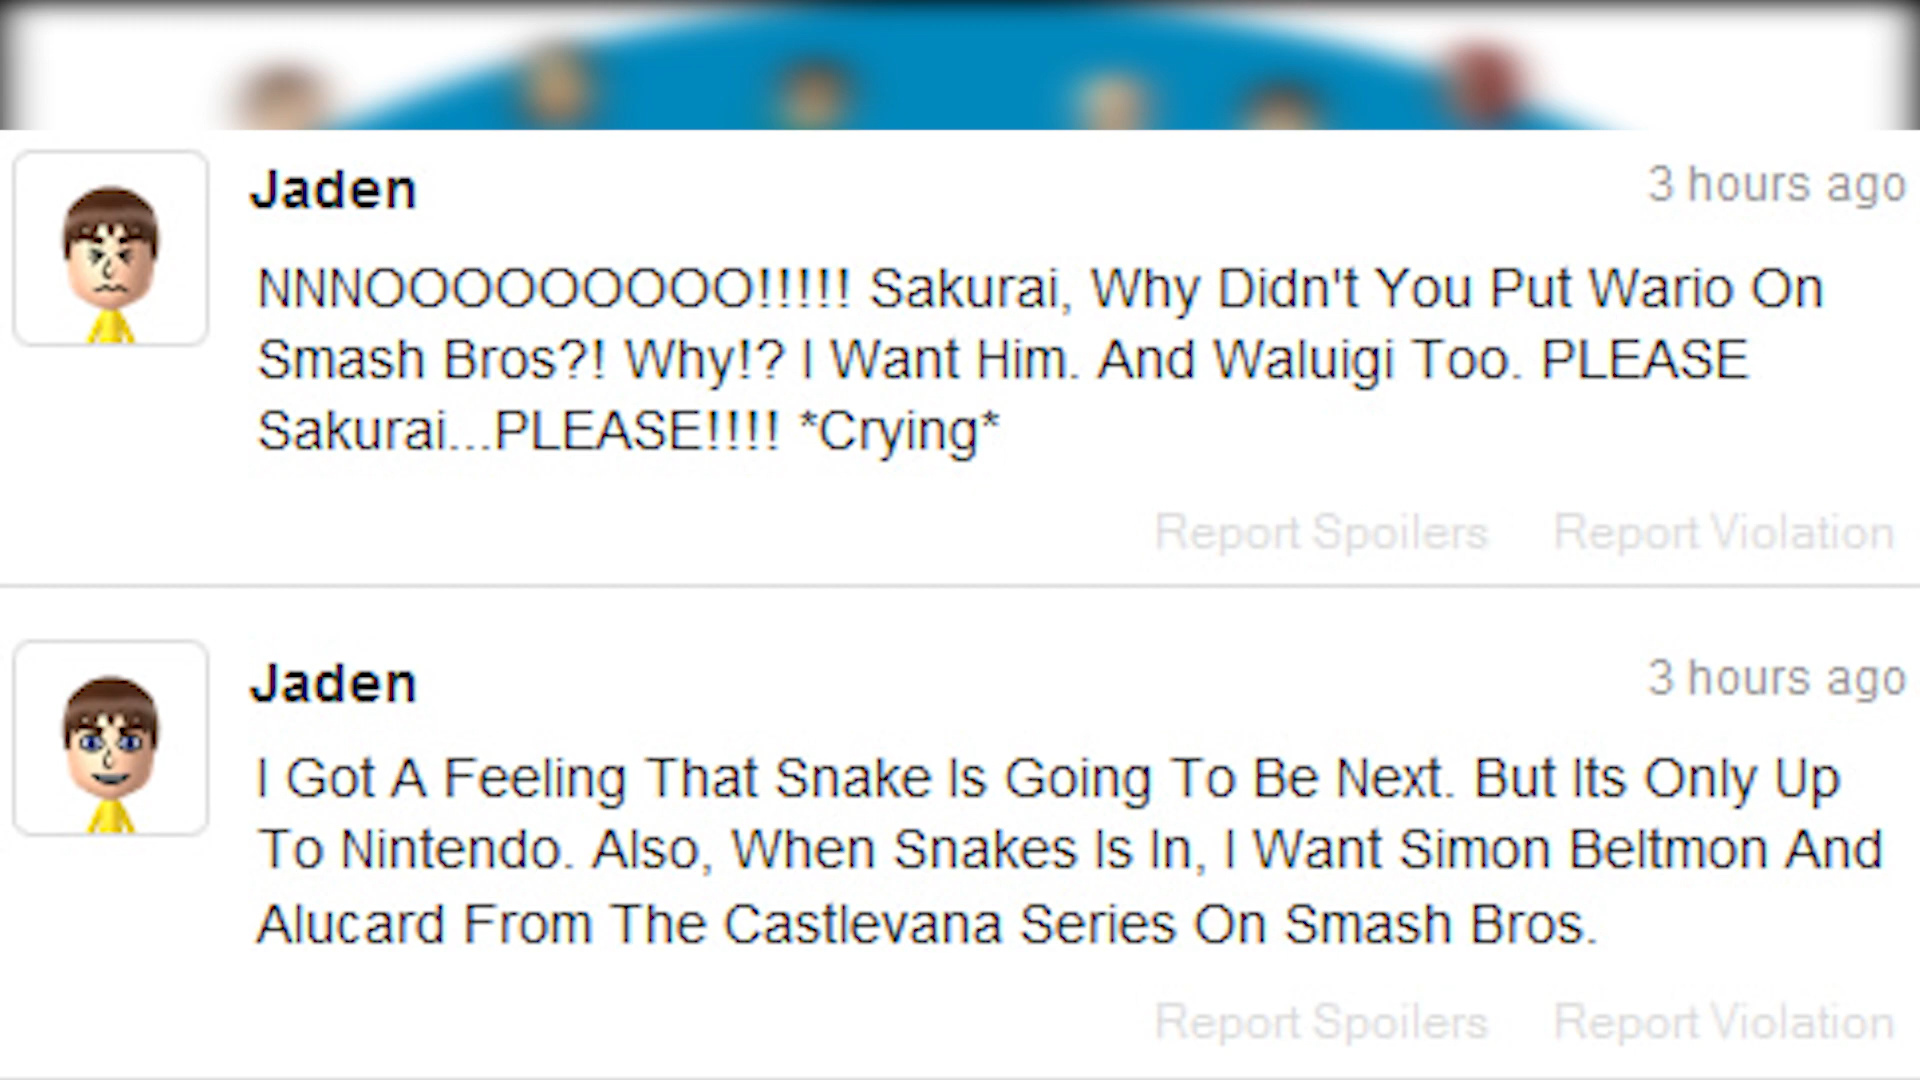 Jaden
3 hours ago
NNNOOOOOOOOO!!!!! Sakurai, Why Didn't You Put Wario On
Smash Bros?! Why!? I Want Him. And Waluigi Too. PLEASE
Sakurai...PLEASE!!!! *Crying*
Report Spoilers
Report Violation
Jaden
3 hours ago
I Got A Feeling That Snake Is Going To Be Next. But Its Only Up
To Nintendo. Also, When Snakes Is In, I Want Simon Beltmon And
Alucard From The Castlevana Series On Smash Bros.
Report Spoilers
Report Violation